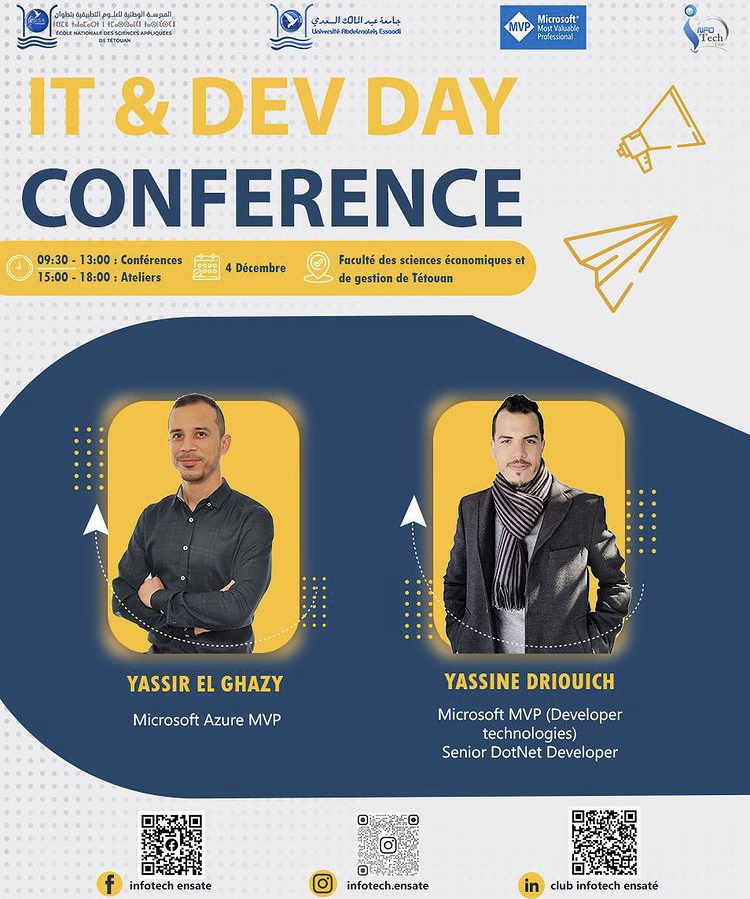 المدرسة الوطنية للعلوم التطبيقية بتطوان
ÉCOLE NATIONALE DES SCIENCES APPLIQUÉES
DE TÉTOUAN
جامعة عبد المالك السعدي
Université Abdelmalek Essaadi
MVP
Microsoft®
Most Valuable
Professional
INFO
Tech
Club
IT & DEV DAY
CONFERENCE
09:30 - 13:00 : Conférences
15:00 - 18:00 : Ateliers
4 Décembre
Faculté des sciences économiques et
de gestion de Tétouan
YASSIR EL GHAZY
Microsoft Azure MVP
YASSINE DRIOUICH
Microsoft MVP (Developer
technologies)
Senior DotNet Developer
infotech ensate
infotech.ensate
club infotech ensaté